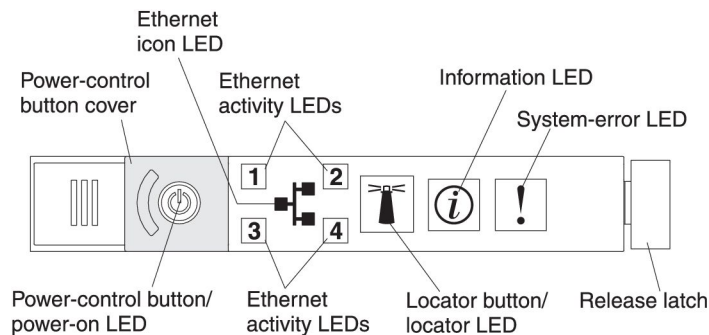 Ethernet
icon LED
Power-control
button cover
Ethernet
activity LEDs
Information LED
System-error LED
1 2
i !
3 4
Power-control button/
power-on LED
Ethernet
activity LEDs
Locator button/
locator LED
Release latch